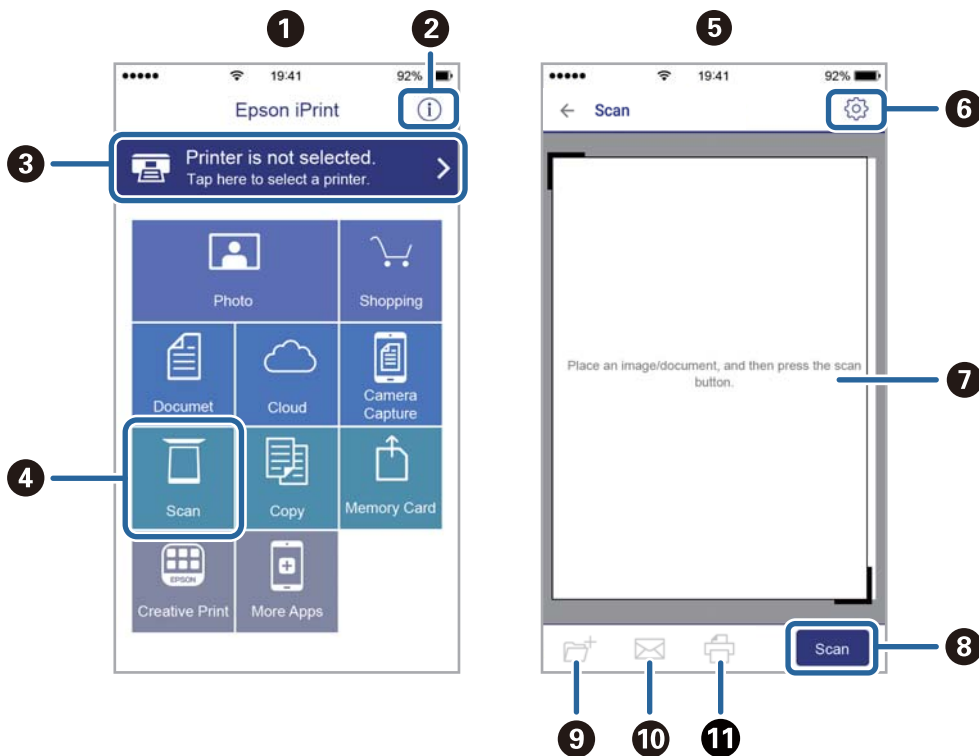 1
2
5
19:41
92%
Epson iPrint
i
3
Printer is not selected.
Tap here to select a printer.
Photo
Shopping
Documet
Cloud
Camera
Capture
4
Scan
Copy
Memory Card
EPSON
Creative Print
More Apps
19:41
92%
Scan
6
Place an image/document, and then press the scan
button.
7
Scan
8
9
10
11